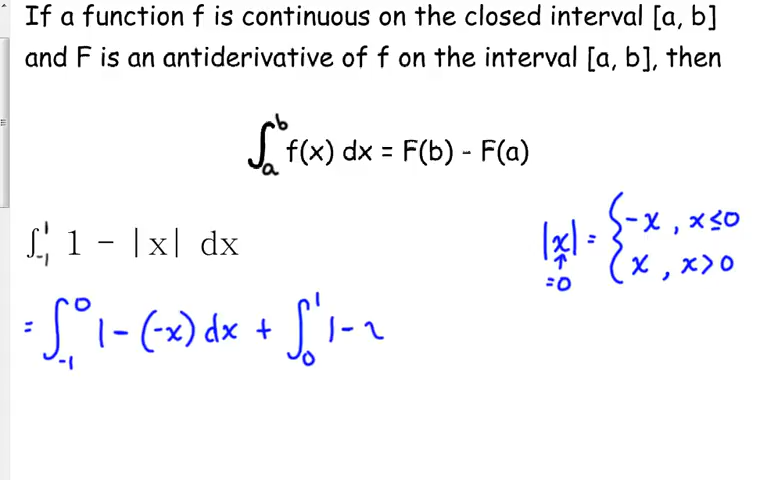 If a function f is continuous on the closed interval [a, b]
and F is an antiderivative of f on the interval [a, b], then
∫_a^b f(x) dx = F(b) - F(a)
∫_-1^1 1 - |x| dx
|x| = { -x , x ≤ 0
x , x > 0
↑
=0
= ∫_-1^0 1 - (-x) dx + ∫_0^1 1 -